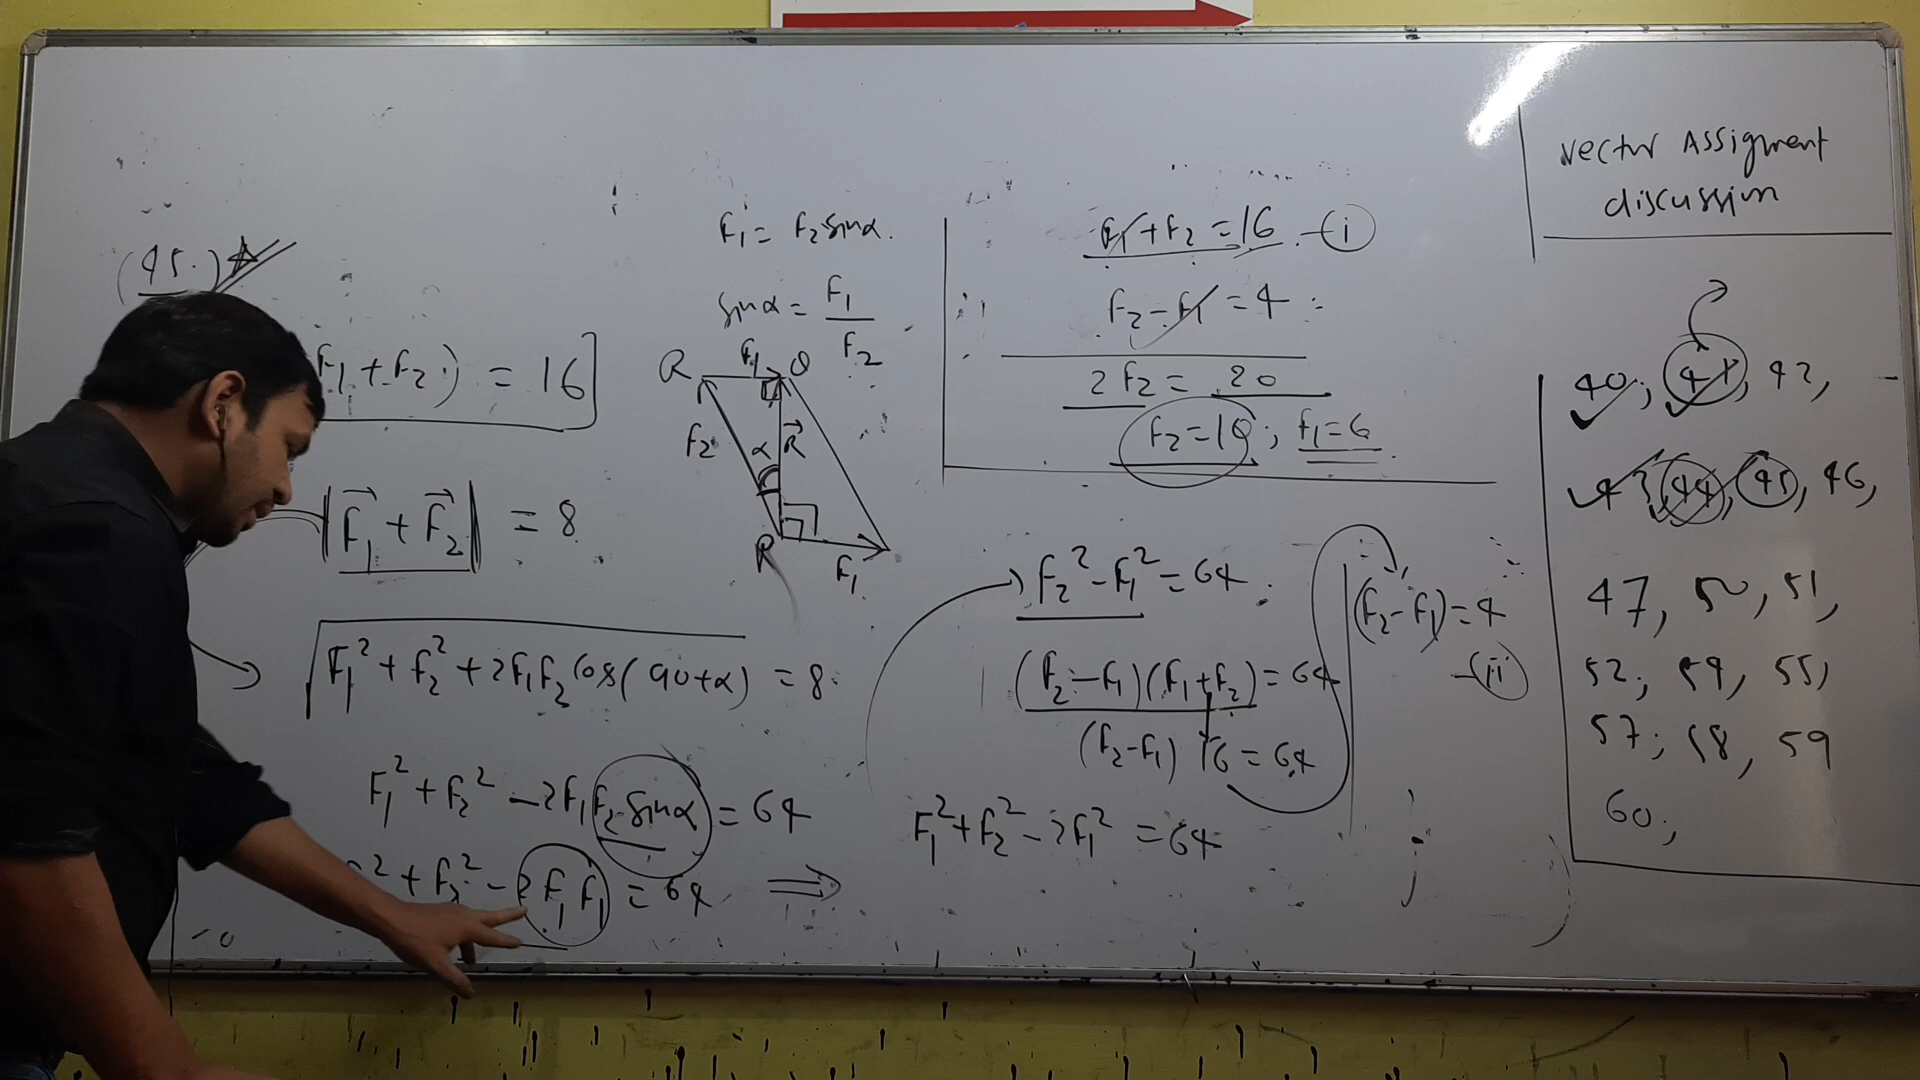 (45.)
F₁ + F₂) = 16]
|F⃗₁ + F⃗₂| = 8
√F₁² + F₂² + 2F₁F₂ cos(90+α) = 8
F₁² + F₂² - 2F₁F₂ sinα = 64
² + F₂² - 2F₁F₁ = 64 ⟹
F₁ = F₂ sinα.
sinα = F₁/F₂
Q F₁ O
F₂ α R⃗
P F₁
F₁ + F₂ = 16 -(i)
F₂ - F₁ = 4
2F₂ = 20
F₂ = 10; F₁ = 6
F₂² - F₁² = 64
(F₂ - F₁)(F₁ + F₂) = 64
(F₂ - F₁) 16 = 64
F₁² + F₂² - 2F₁² = 64
(F₂ - F₁) = 4
-(ii)
Vector Assigment
discussion
40, 41, 42,
43, 44, 45, 46,
47, 50, 51,
52, 54, 55,
57, 58, 59
60,